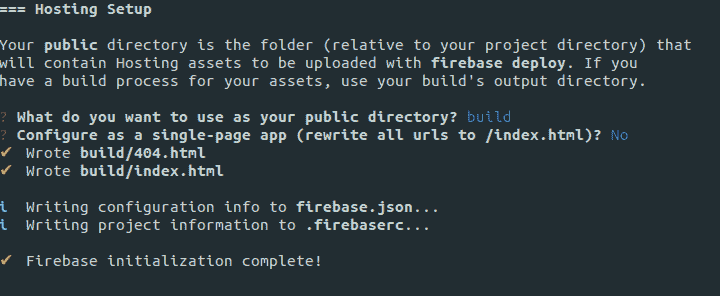 === Hosting Setup
Your public directory is the folder (relative to your project directory) that
will contain Hosting assets to be uploaded with firebase deploy. If you
have a build process for your assets, use your build's output directory.
? What do you want to use as your public directory? build
? Configure as a single-page app (rewrite all urls to /index.html)? No
✔ Wrote build/404.html
✔ Wrote build/index.html
i Writing configuration info to firebase.json...
i Writing project information to .firebaserc...
✔ Firebase initialization complete!